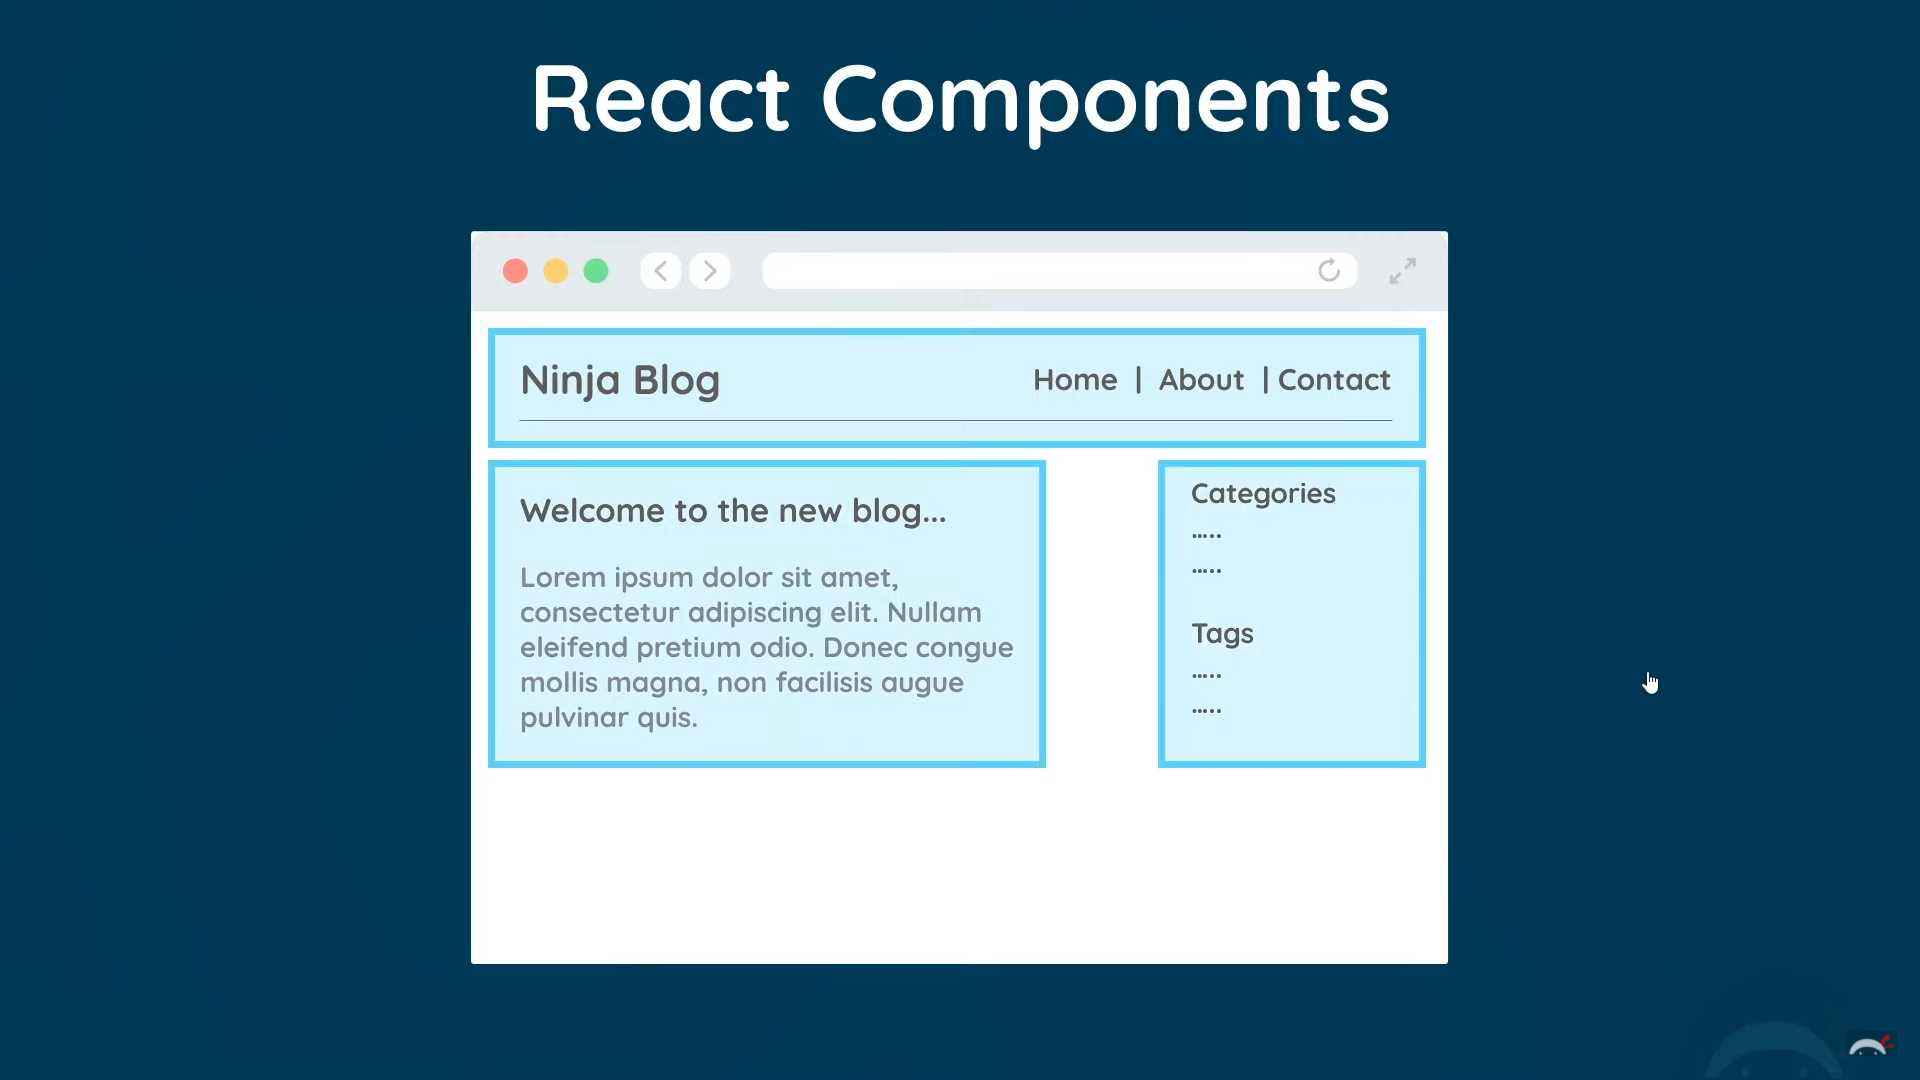 React Components
Ninja Blog
Home | About | Contact
Welcome to the new blog...
Lorem ipsum dolor sit amet,
consectetur adipiscing elit. Nullam
eleifend pretium odio. Donec congue
mollis magna, non facilisis augue
pulvinar quis.
Categories
.....
.....
Tags
.....
.....